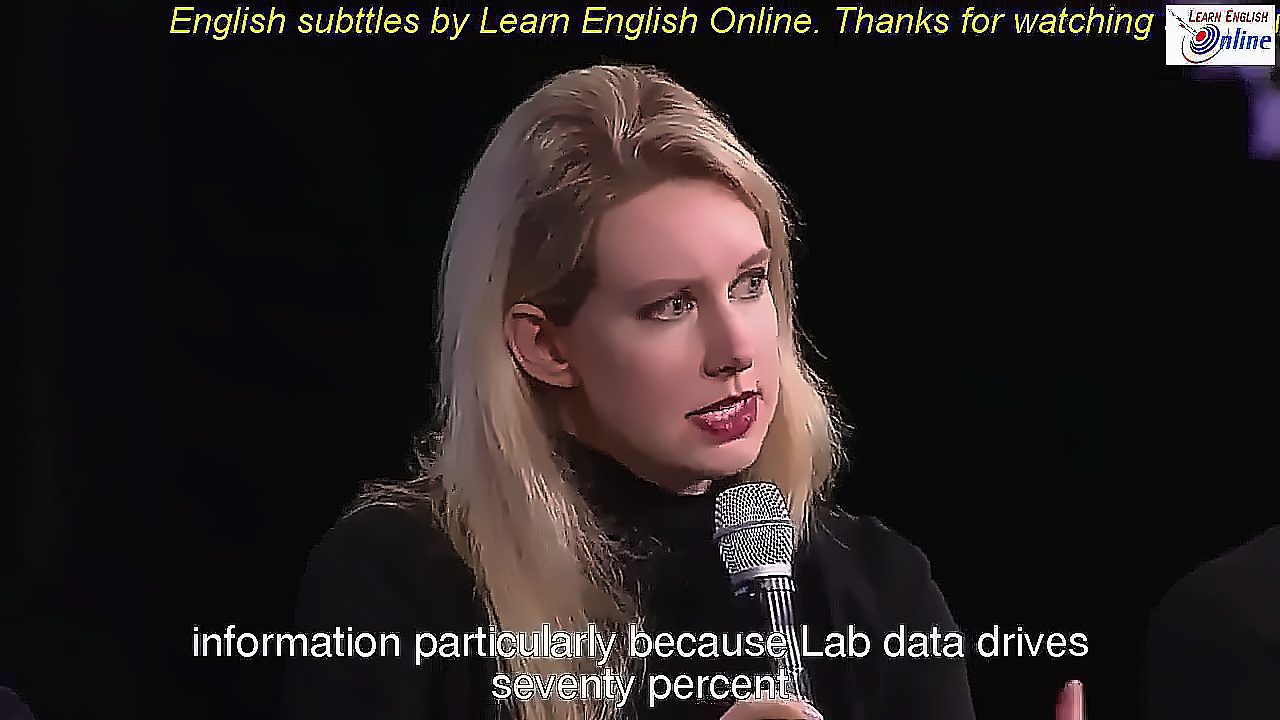 English subttles by Learn English Online. Thanks for watching
LEARN ENGLISH
Online
information particularly because Lab data drives
seventy percent